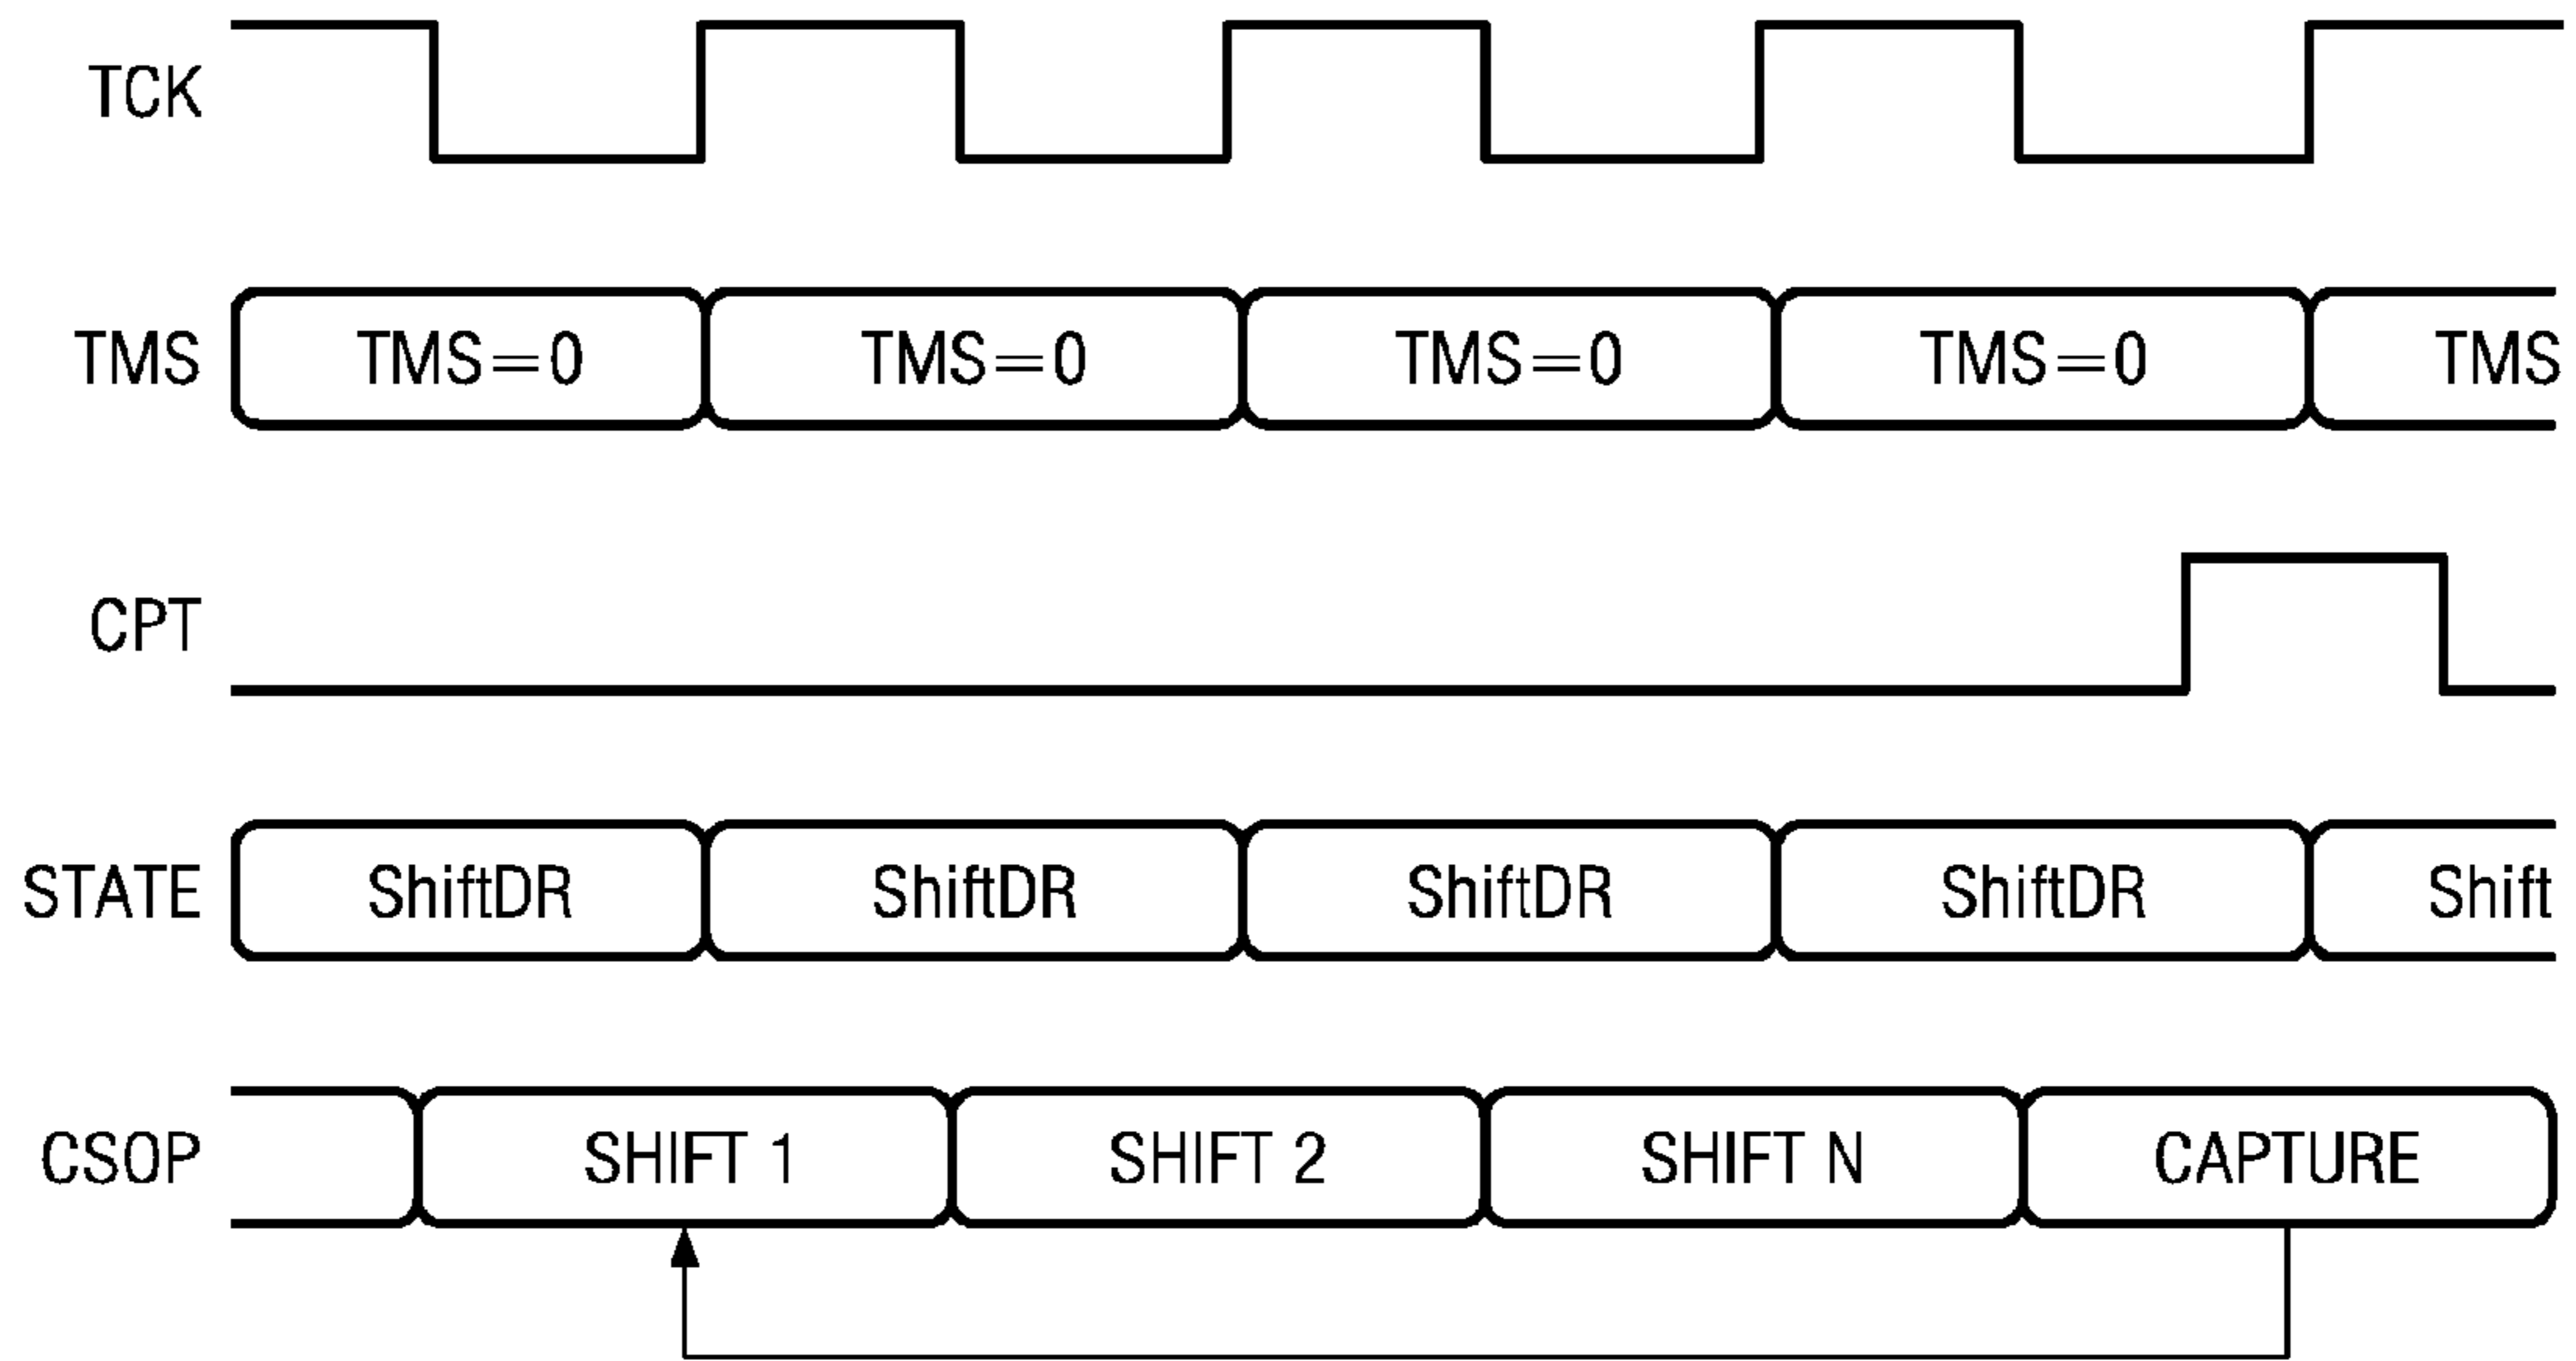 TCK
TMS TMS=0 TMS=0 TMS=0 TMS=0 TMS
CPT
STATE ShiftDR ShiftDR ShiftDR ShiftDR Shift
CSOP SHIFT 1 SHIFT 2 SHIFT N CAPTURE